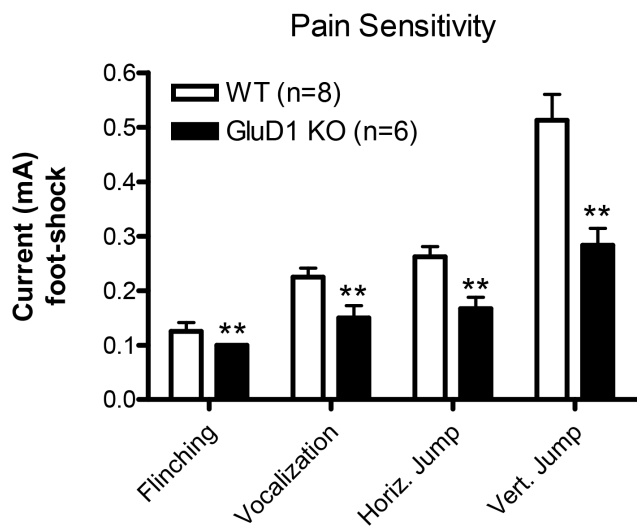 Pain Sensitivity
Current (mA)
foot-shock
0.6
0.5
0.4
0.3
0.2
0.1
0.0
WT (n=8)
GluD1 KO (n=6)
**
**
**
**
Flinching
Vocalization
Horiz. Jump
Vert. Jump